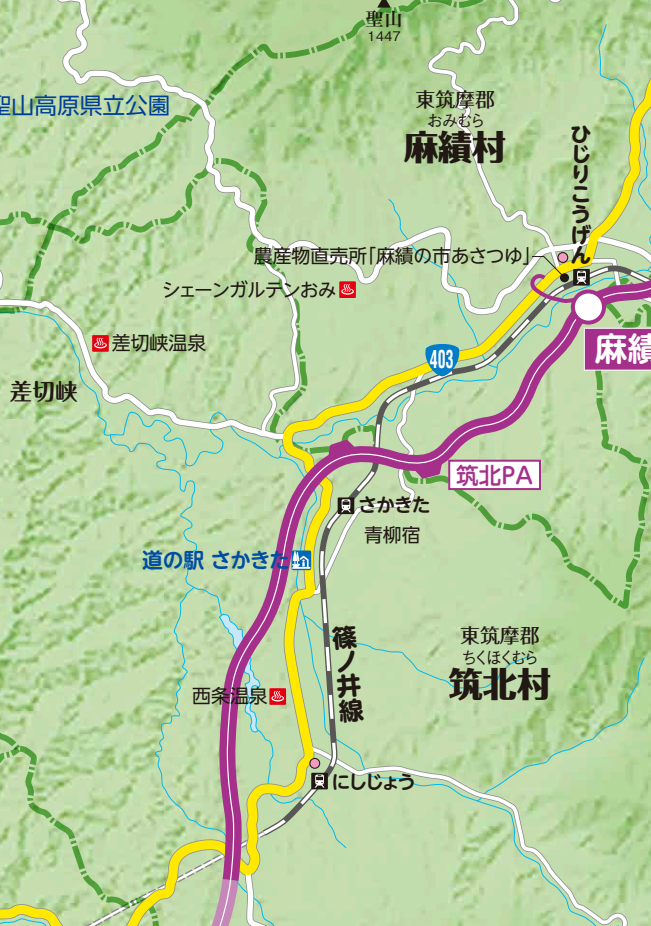 聖山
1447
聖山高原県立公園
東筑摩郡
おみむら
麻績村
ひじりこうげん
農産物直売所「麻績の市あさつゆ」
シェーンガルテンおみ
差切峡温泉
403
麻績
差切峡
筑北PA
さかきた
青柳宿
道の駅 さかきた
東筑摩郡
ちくほくむら
筑北村
篠ノ井線
西条温泉
にしじょう